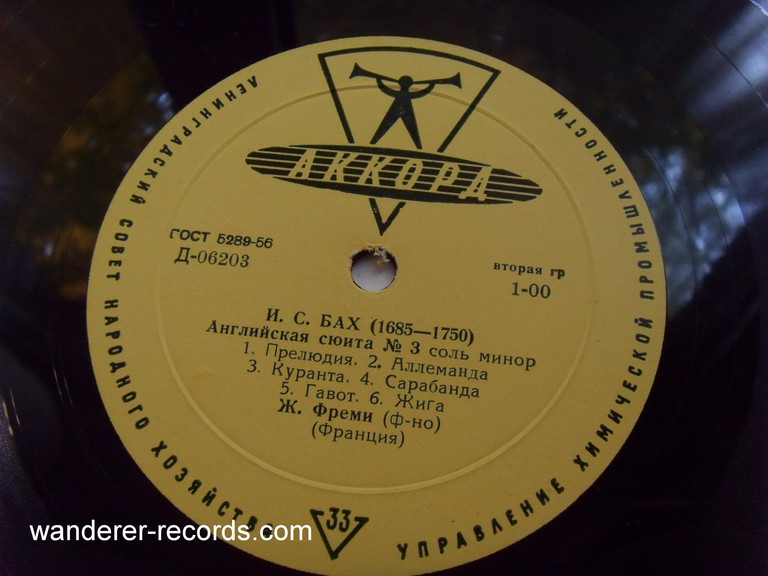 ЛЕНИНГРАДСКИЙ СОВЕТ НАРОДНОГО ХОЗЯЙСТВА
УПРАВЛЕНИЕ ХИМИЧЕСКОЙ ПРОМЫШЛЕННОСТИ
АККОРД
ГОСТ 5289-56
Д-06203
вторая гр
1-00
И. С. БАХ (1685—1750)
Английская сюита № 3 соль минор
1. Прелюдия. 2. Аллеманда
3. Куранта. 4. Сарабанда
5. Гавот. 6. Жига
Ж. Фреми (ф-но)
(Франция)
33
wanderer-records.com